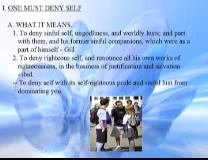 I. ONE MUST DENY SELF
A. WHAT IT MEANS.
1. To deny sinful self, ungodliness, and worldly lusts; and part
with them, and his former sinful companions, which were as a
part of himself - Gill
2. To deny righteous self, and renounce all his own works of
righteousness, in the business of justification and salvation
- ibid.
-- To deny self with its self-righteous pride and sinful lust from
dominating you